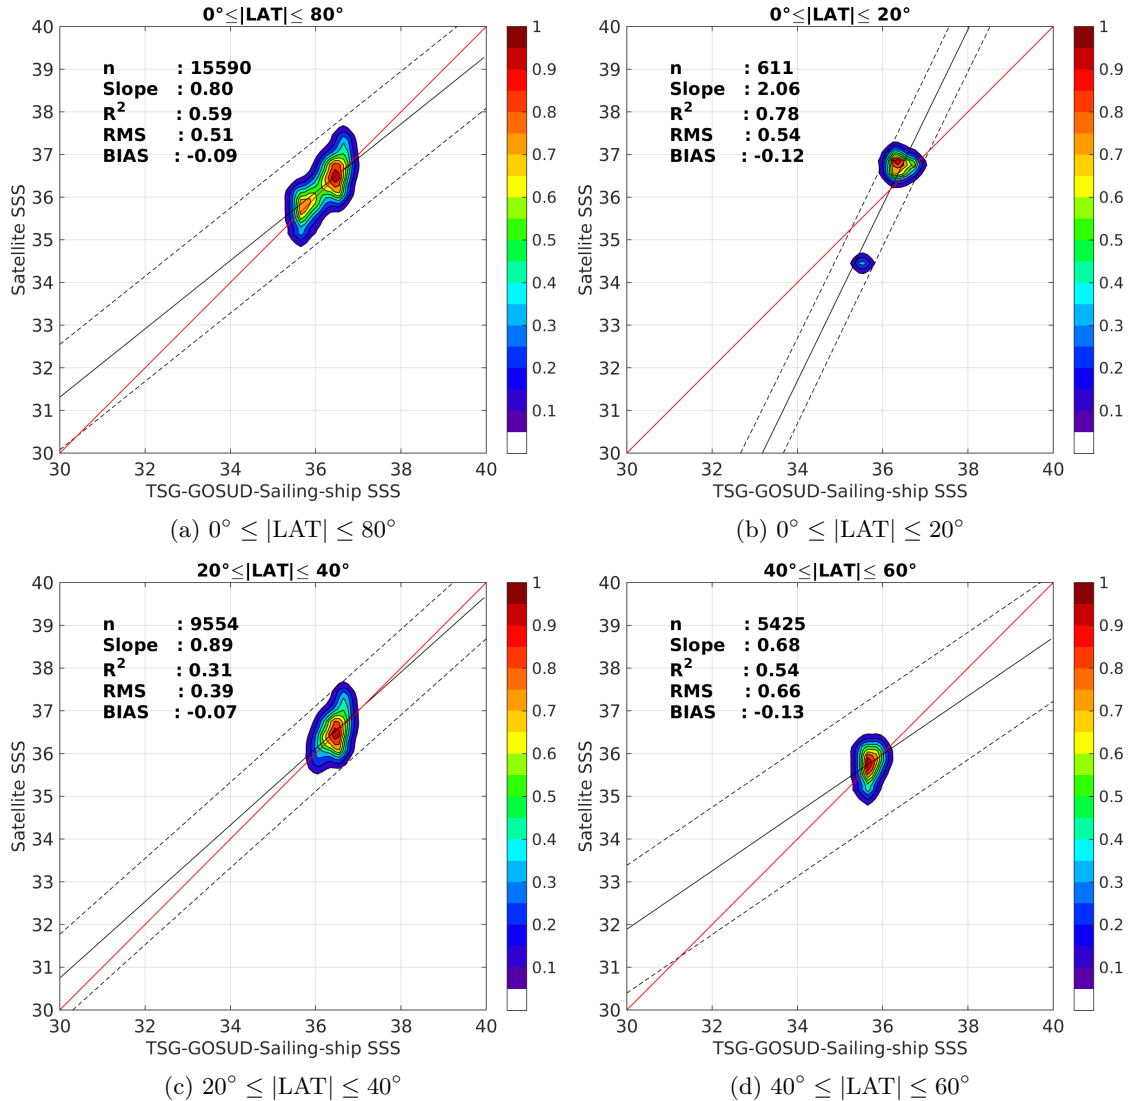 0°≤|LAT|≤ 80°
n : 15590
Slope : 0.80
R² : 0.59
RMS : 0.51
BIAS : -0.09
Satellite SSS
40
39
38
37
36
35
34
33
32
31
30
30 32 34 36 38 40
TSG-GOSUD-Sailing-ship SSS
1
0.9
0.8
0.7
0.6
0.5
0.4
0.3
0.2
0.1
(a) 0° ≤ |LAT| ≤ 80°
0°≤|LAT|≤ 20°
n : 611
Slope : 2.06
R² : 0.78
RMS : 0.54
BIAS : -0.12
Satellite SSS
40
39
38
37
36
35
34
33
32
31
30
30 32 34 36 38 40
TSG-GOSUD-Sailing-ship SSS
1
0.9
0.8
0.7
0.6
0.5
0.4
0.3
0.2
0.1
(b) 0° ≤ |LAT| ≤ 20°
20°≤|LAT|≤ 40°
n : 9554
Slope : 0.89
R² : 0.31
RMS : 0.39
BIAS : -0.07
Satellite SSS
40
39
38
37
36
35
34
33
32
31
30
30 32 34 36 38 40
TSG-GOSUD-Sailing-ship SSS
1
0.9
0.8
0.7
0.6
0.5
0.4
0.3
0.2
0.1
(c) 20° ≤ |LAT| ≤ 40°
40°≤|LAT|≤ 60°
n : 5425
Slope : 0.68
R² : 0.54
RMS : 0.66
BIAS : -0.13
Satellite SSS
40
39
38
37
36
35
34
33
32
31
30
30 32 34 36 38 40
TSG-GOSUD-Sailing-ship SSS
1
0.9
0.8
0.7
0.6
0.5
0.4
0.3
0.2
0.1
(d) 40° ≤ |LAT| ≤ 60°